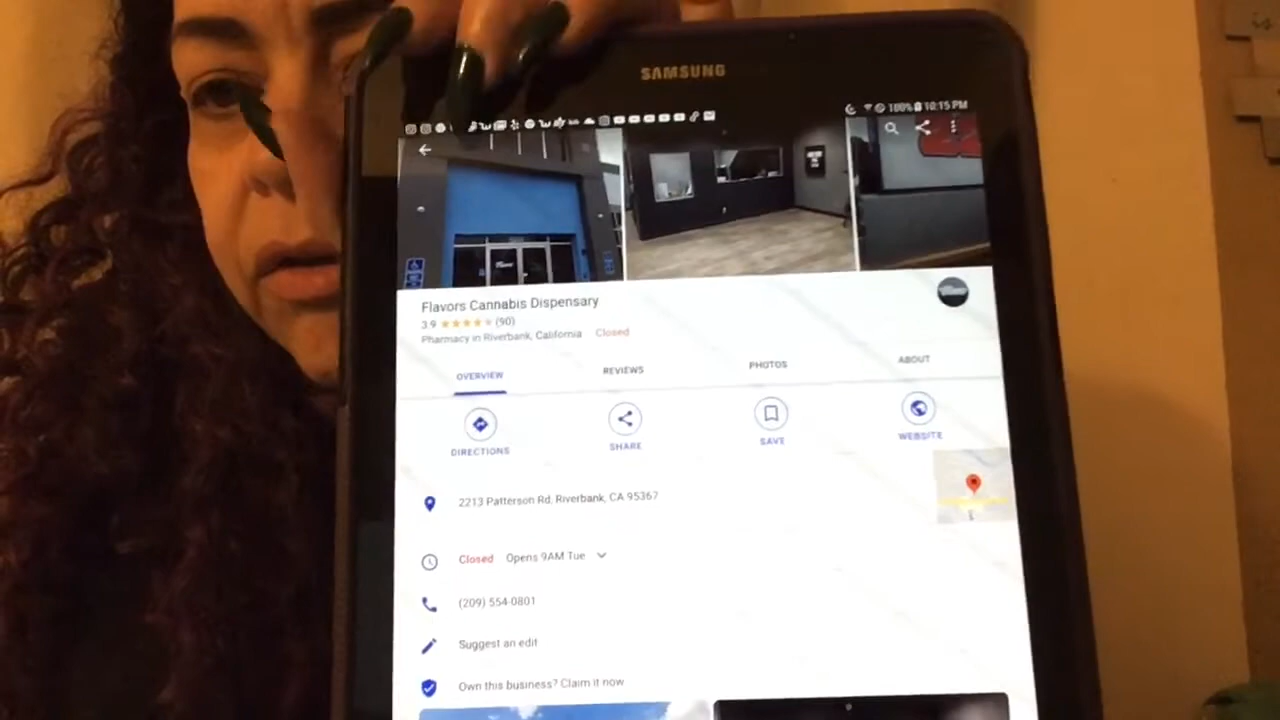 SAMSUNG
100% 10:15 PM
Flavors Cannabis Dispensary
3.9 (90)
Pharmacy in Riverbank, California Closed
OVERVIEW REVIEWS PHOTOS ABOUT
DIRECTIONS SHARE SAVE WEBSITE
2213 Patterson Rd, Riverbank, CA 95367
Closed Opens 9AM Tue
(209) 554-0801
Suggest an edit
Own this business? Claim it now